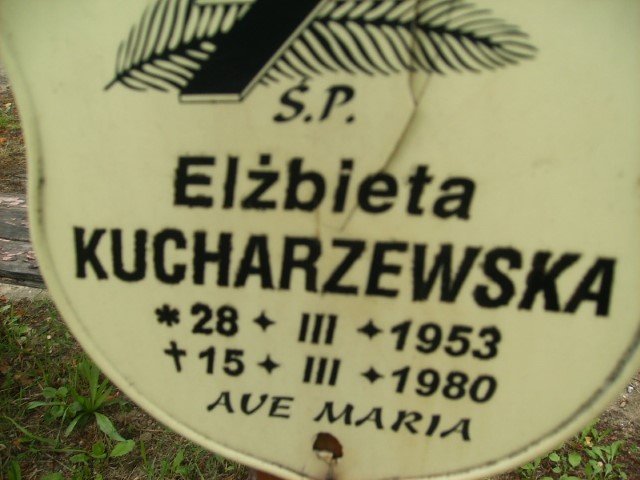 Ś.P.
Elżbieta
KUCHARZEWSKA
* 28 ✦ III ✦ 1953
✝ 15 ✦ III ✦ 1980
AVE MARIA